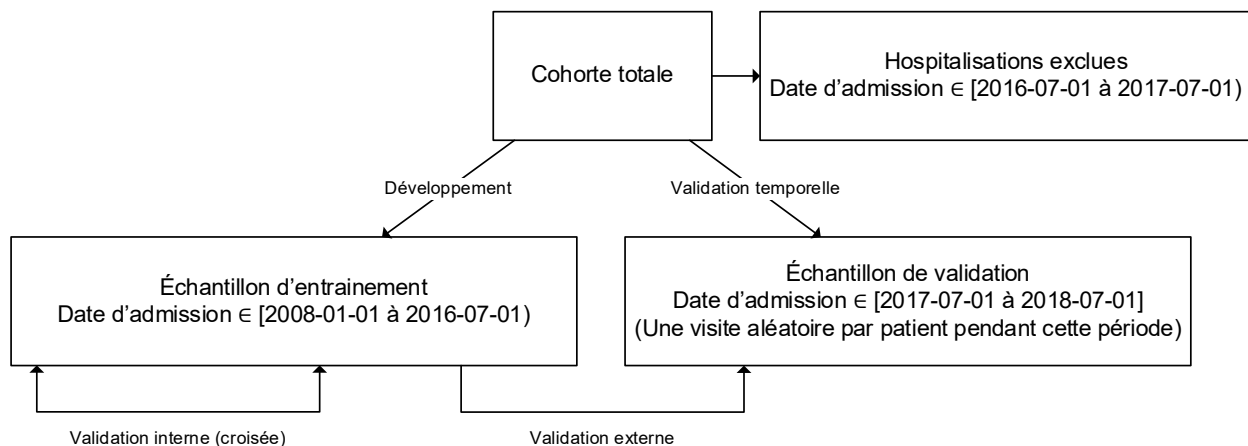 Cohorte totale
Hospitalisations exclues
Date d'admission ∈ [2016-07-01 à 2017-07-01)
Développement
Validation temporelle
Échantillon d'entrainement
Date d'admission ∈ [2008-01-01 à 2016-07-01)
Échantillon de validation
Date d'admission ∈ [2017-07-01 à 2018-07-01]
(Une visite aléatoire par patient pendant cette période)
Validation interne (croisée)
Validation externe